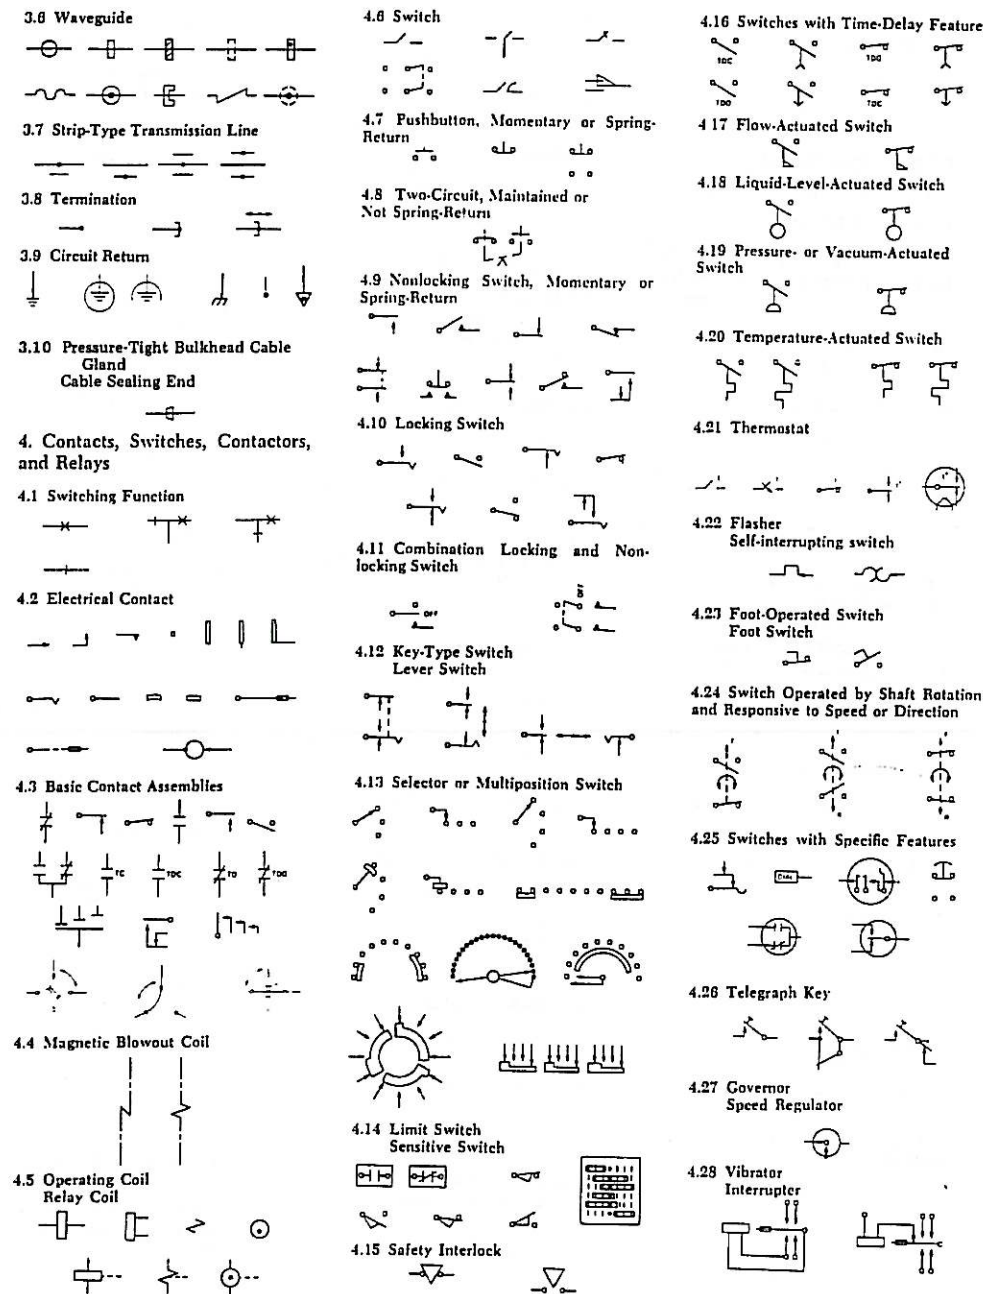 3.6 Waveguide
3.7 Strip-Type Transmission Line
3.8 Termination
3.9 Circuit Return
3.10 Pressure-Tight Bulkhead Cable
Gland
Cable Sealing End
4. Contacts, Switches, Contactors,
and Relays
4.1 Switching Function
4.2 Electrical Contact
4.3 Basic Contact Assemblies
TC
TDC
TO
TDO
4.4 Magnetic Blowout Coil
4.5 Operating Coil
Relay Coil
4.6 Switch
4.7 Pushbutton, Momentary or Spring-
Return
4.8 Two-Circuit, Maintained or
Not Spring-Return
4.9 Nonlocking Switch, Momentary or
Spring-Return
4.10 Locking Switch
4.11 Combination Locking and Non-
locking Switch
OFF
OFF
4.12 Key-Type Switch
Lever Switch
4.13 Selector or Multiposition Switch
4.14 Limit Switch
Sensitive Switch
4.15 Safety Interlock
4.16 Switches with Time-Delay Feature
TDC
TDO
TDO
TDC
4.17 Flow-Actuated Switch
4.18 Liquid-Level-Actuated Switch
4.19 Pressure- or Vacuum-Actuated
Switch
4.20 Temperature-Actuated Switch
4.21 Thermostat
4.22 Flasher
Self-interrupting switch
4.23 Foot-Operated Switch
Foot Switch
4.24 Switch Operated by Shaft Rotation
and Responsive to Speed or Direction
4.25 Switches with Specific Features
4.26 Telegraph Key
4.27 Governor
Speed Regulator
4.28 Vibrator
Interrupter